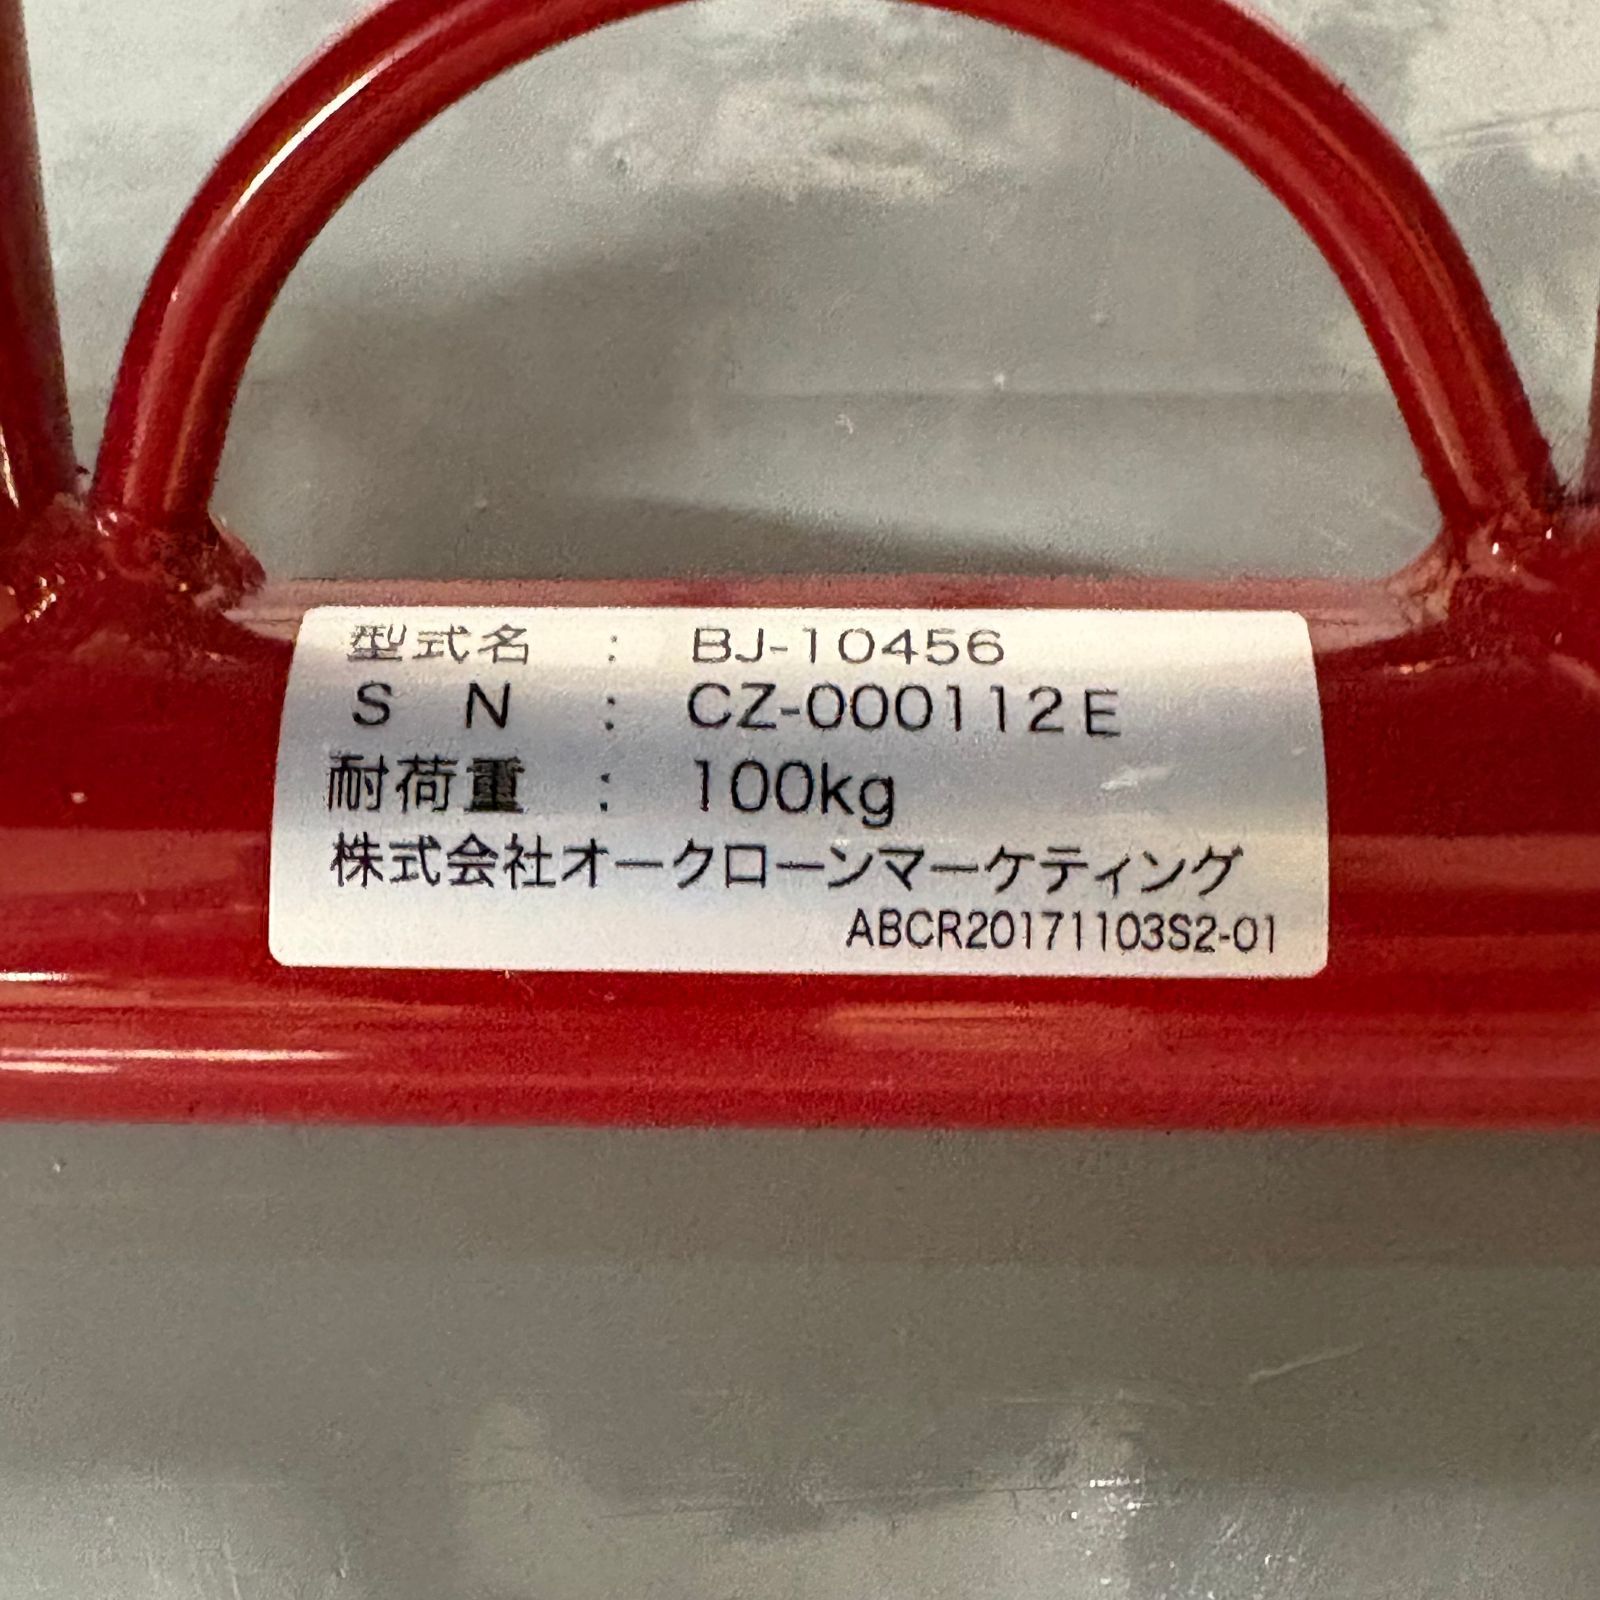 型式名 : BJ-10456
S N : CZ-000112E
耐荷重 : 100kg
株式会社オークローンマーケティング
ABCR20171103S2-01